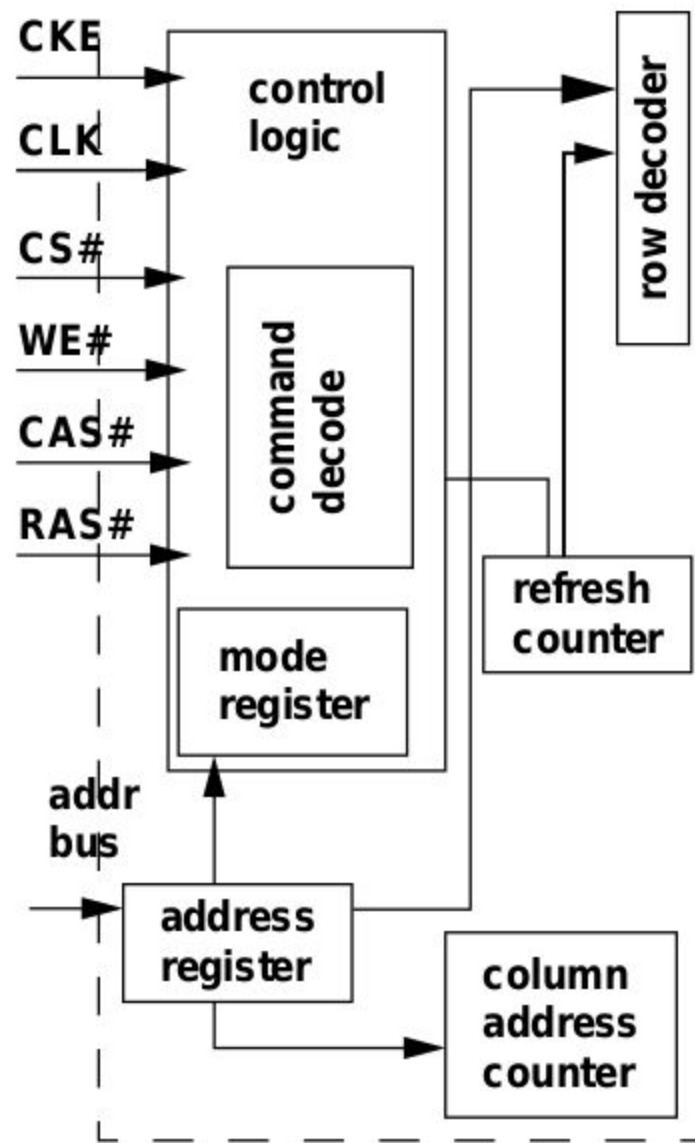 CKE
CLK
CS#
WE#
CAS#
RAS#
control
logic
command
decode
mode
register
row decoder
refresh
counter
addr
bus
address
register
column
address
counter